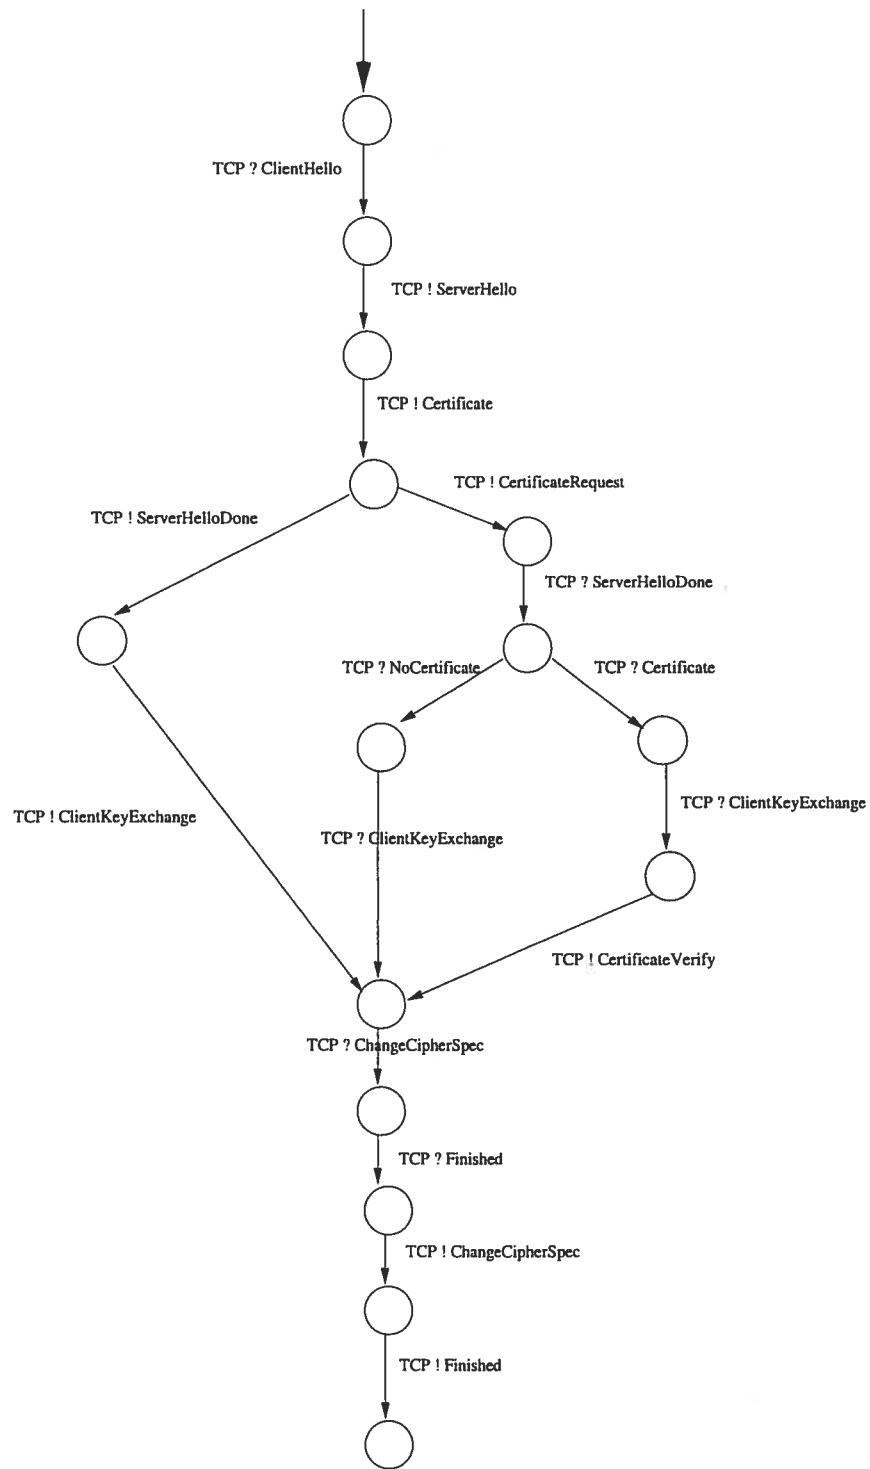 TCP ? ClientHello
TCP ! ServerHello
TCP ! Certificate
TCP ! CertificateRequest
TCP ! ServerHelloDone
TCP ? ServerHelloDone
TCP ? NoCertificate
TCP ? Certificate
TCP ? ClientKeyExchange
TCP ! ClientKeyExchange
TCP ? ClientKeyExchange
TCP ! CertificateVerify
TCP ? ChangeCipherSpec
TCP ? Finished
TCP ! ChangeCipherSpec
TCP ! Finished